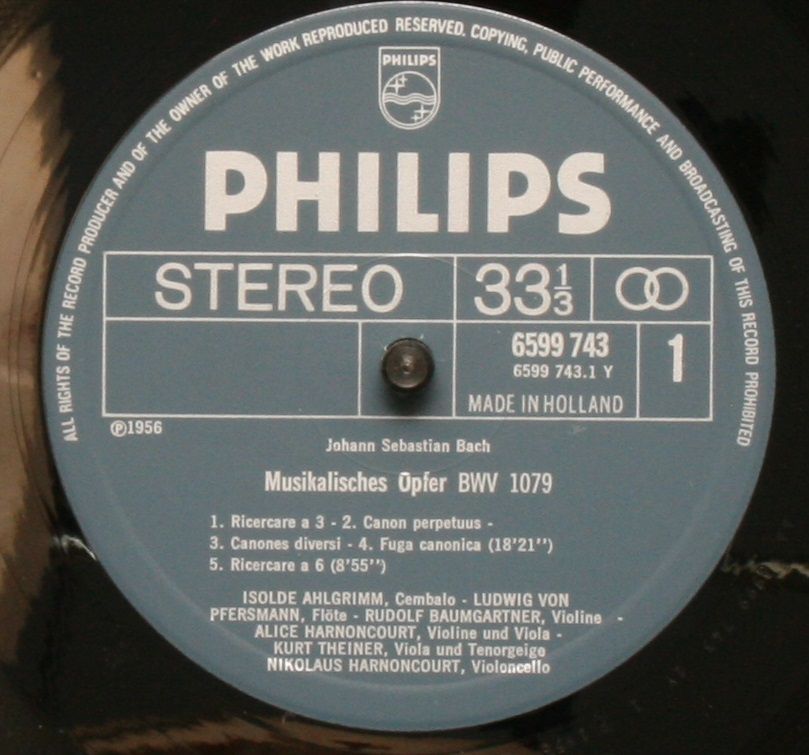 ALL RIGHTS OF THE RECORD PRODUCER AND OF THE OWNER OF THE WORK REPRODUCED RESERVED. COPYING, PUBLIC PERFORMANCE AND BROADCASTING OF THIS RECORD PROHIBITED
PHILIPS
PHILIPS
STEREO 33 1/3
6599 743 1
6599 743.1 Y
MADE IN HOLLAND
Ⓟ1956
Johann Sebastian Bach
Musikalisches Opfer BWV 1079
1. Ricercare a 3 - 2. Canon perpetuus -
3. Canones diversi - 4. Fuga canonica (18'21'')
5. Ricercare a 6 (8'55'')
ISOLDE AHLGRIMM, Cembalo - LUDWIG VON
PFERSMANN, Flöte - RUDOLF BAUMGARTNER, Violine -
ALICE HARNONCOURT, Violine und Viola -
KURT THEINER, Viola und Tenorgeige
NIKOLAUS HARNONCOURT, Violoncello